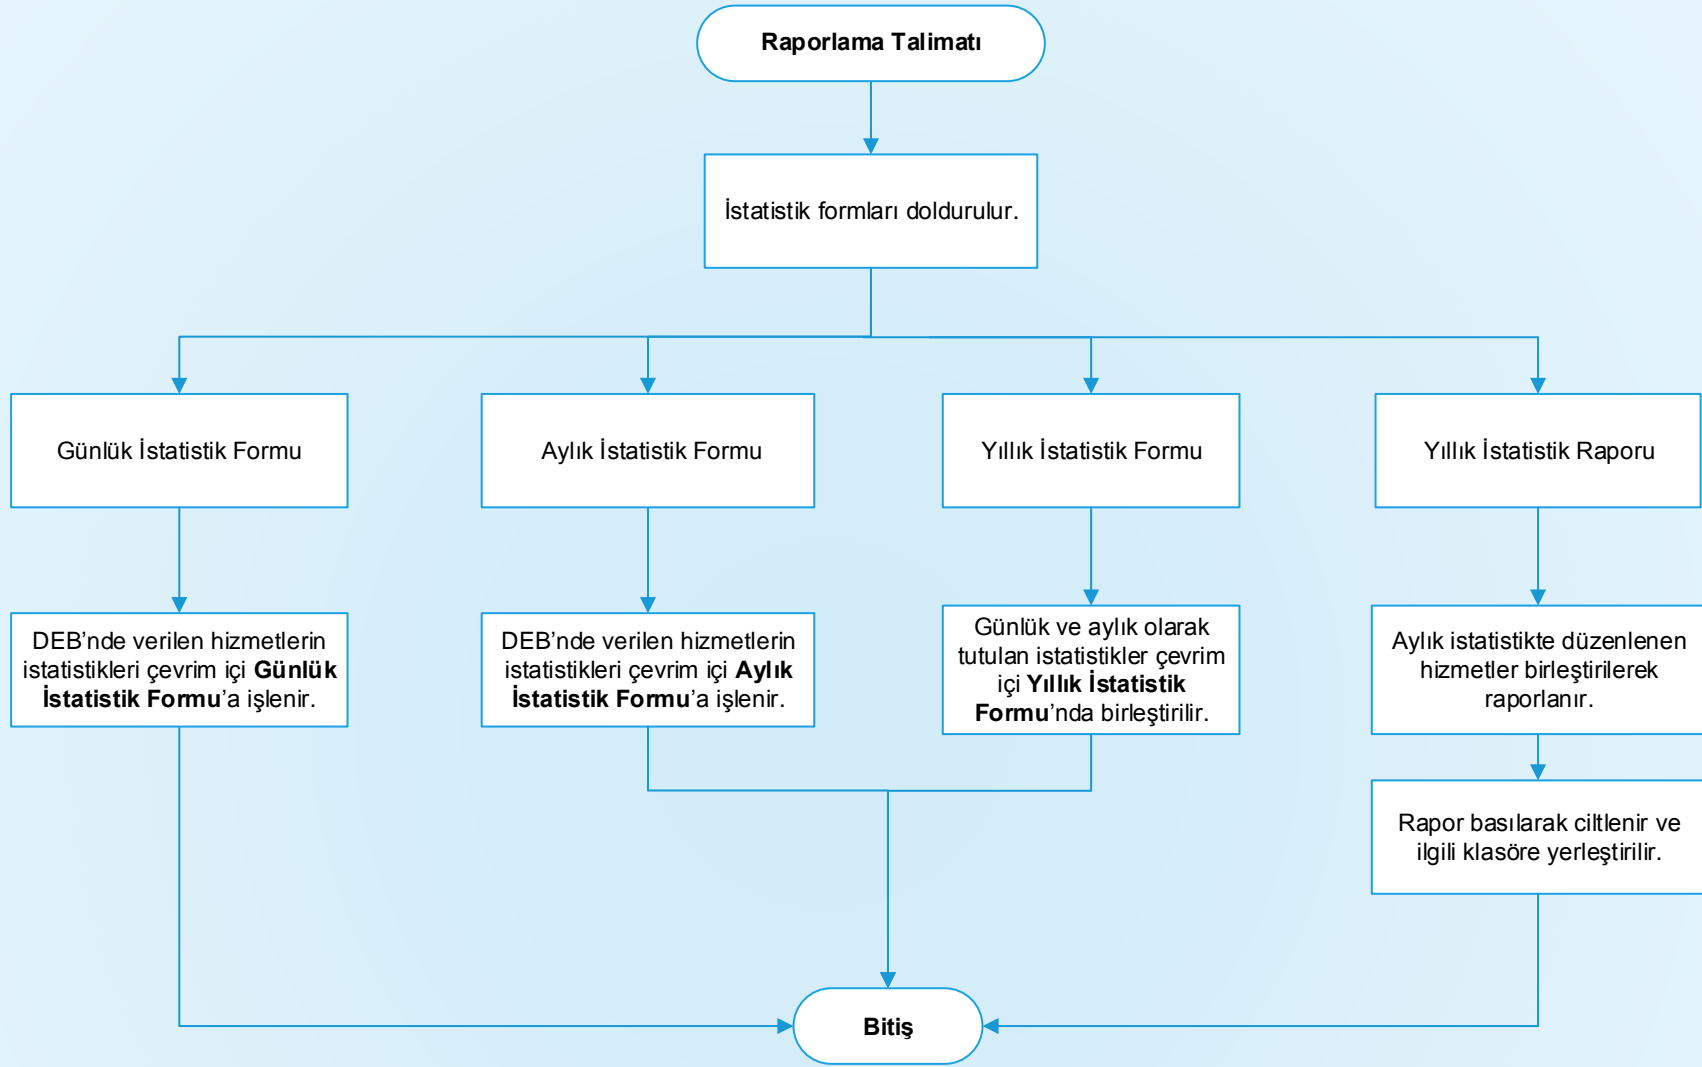 Raporlama Talimatı
İstatistik formları doldurulur.
Günlük İstatistik Formu
Aylık İstatistik Formu
Yıllık İstatistik Formu
Yıllık İstatistik Raporu
DEB’nde verilen hizmetlerin
istatistikleri çevrim içi Günlük
İstatistik Formu’a işlenir.
DEB’nde verilen hizmetlerin
istatistikleri çevrim içi Aylık
İstatistik Formu’a işlenir.
Günlük ve aylık olarak
tutulan istatistikler çevrim
içi Yıllık İstatistik
Formu’nda birleştirilir.
Aylık istatistikte düzenlenen
hizmetler birleştirilerek
raporlanır.
Rapor basılarak ciltlenir ve
ilgili klasöre yerleştirilir.
Bitiş